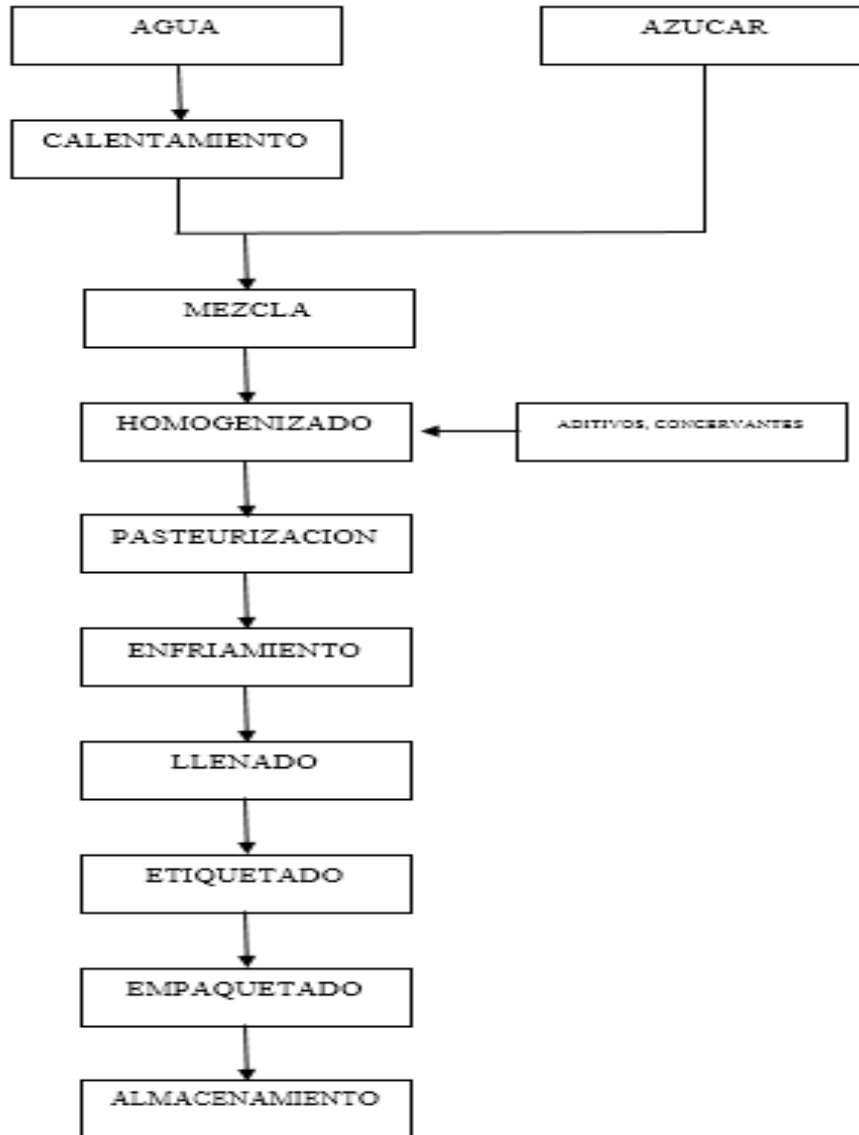 AGUA
AZUCAR
CALENTAMIENTO
MEZCLA
HOMOGENIZADO
ADITIVOS, CONCERVANTES
PASTEURIZACION
ENFRIAMIENTO
LLENADO
ETIQUETADO
EMPAQUETADO
ALMACENAMIENTO